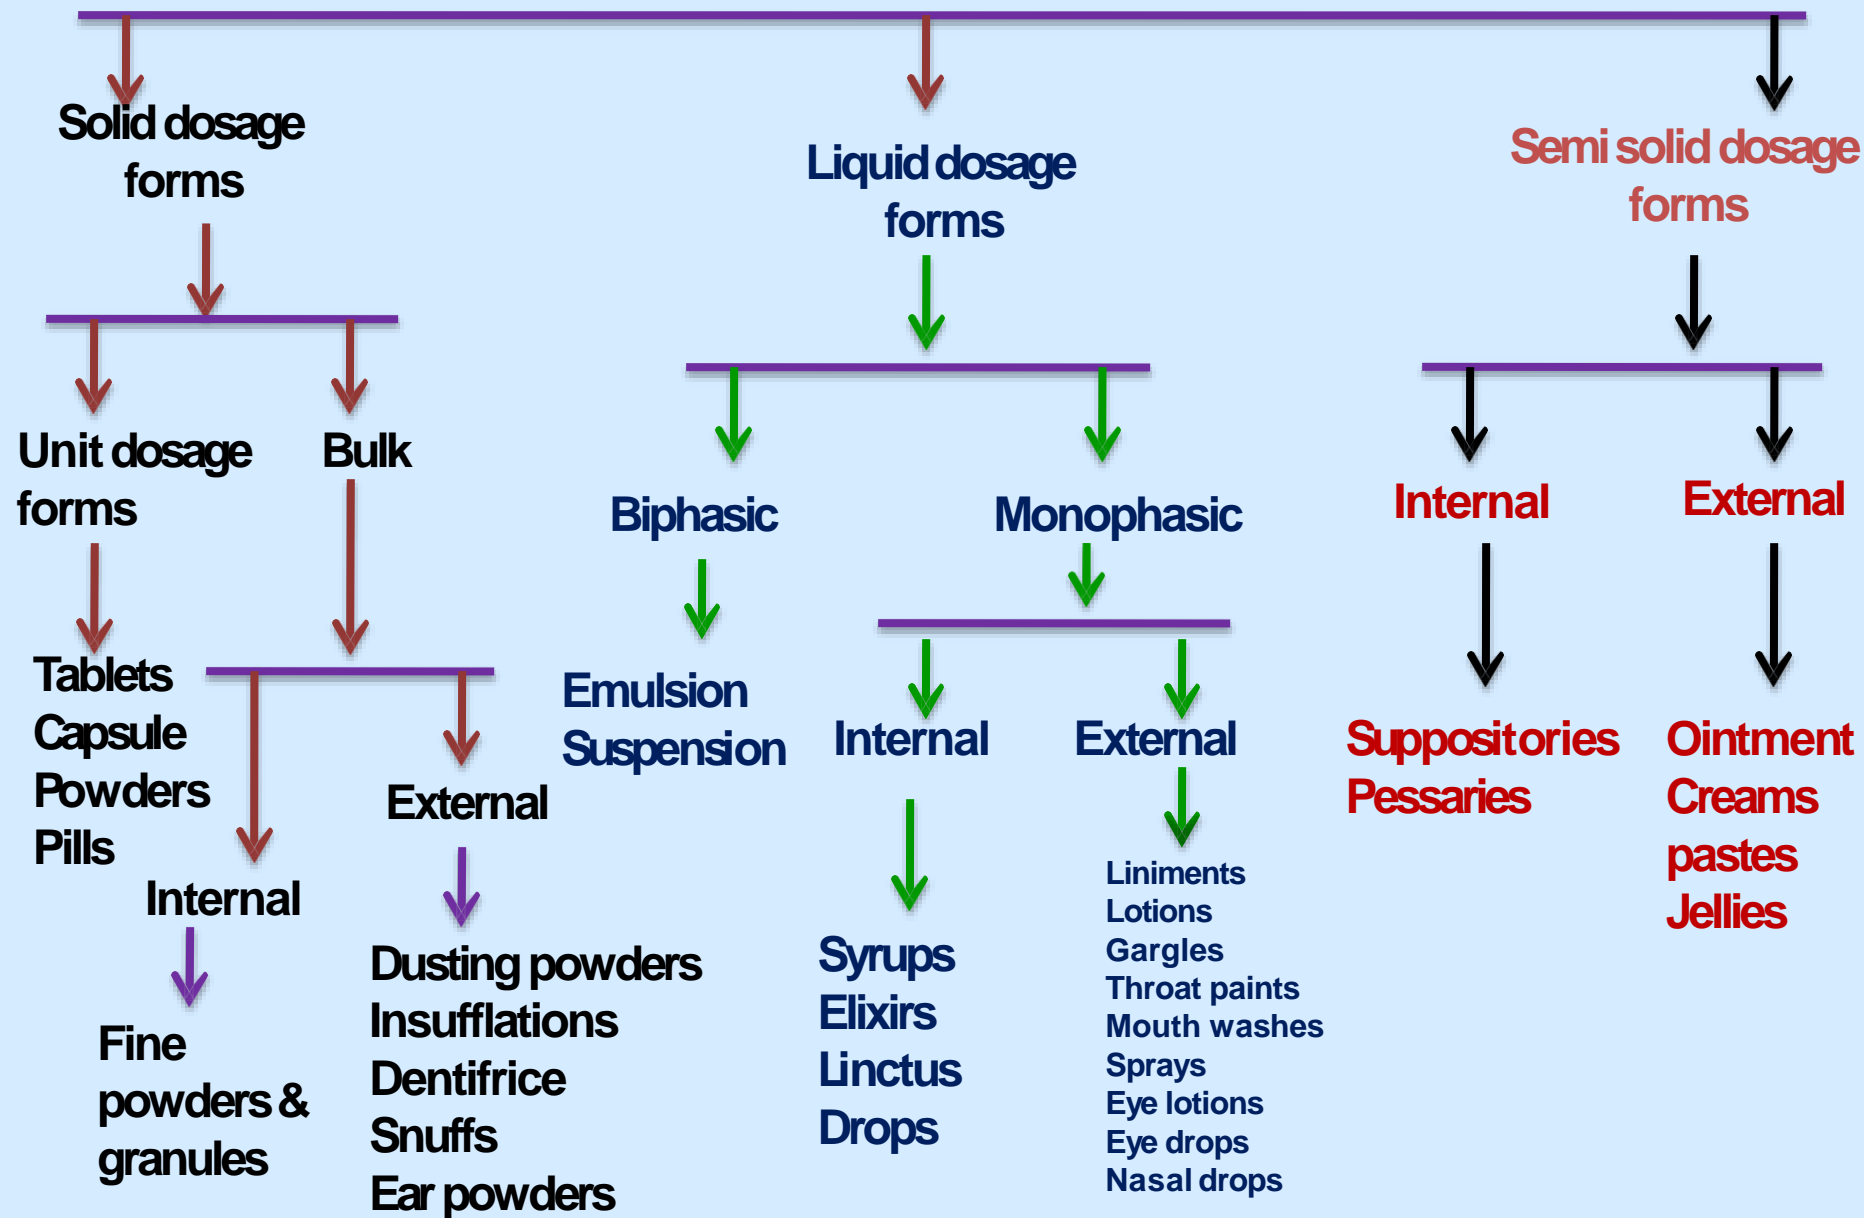 Solid dosage
forms
Liquid dosage
forms
Semi solid dosage
forms
Unit dosage
forms
Bulk
Biphasic
Monophasic
Internal
External
Tablets
Capsule
Powders
Pills
Internal
External
Emulsion
Suspension
Internal
External
Suppositories
Pessaries
Ointment
Creams
pastes
Jellies
Fine
powders &
granules
Dusting powders
Insufflations
Dentifrice
Snuffs
Ear powders
Syrups
Elixirs
Linctus
Drops
Liniments
Lotions
Gargles
Throat paints
Mouth washes
Sprays
Eye lotions
Eye drops
Nasal drops